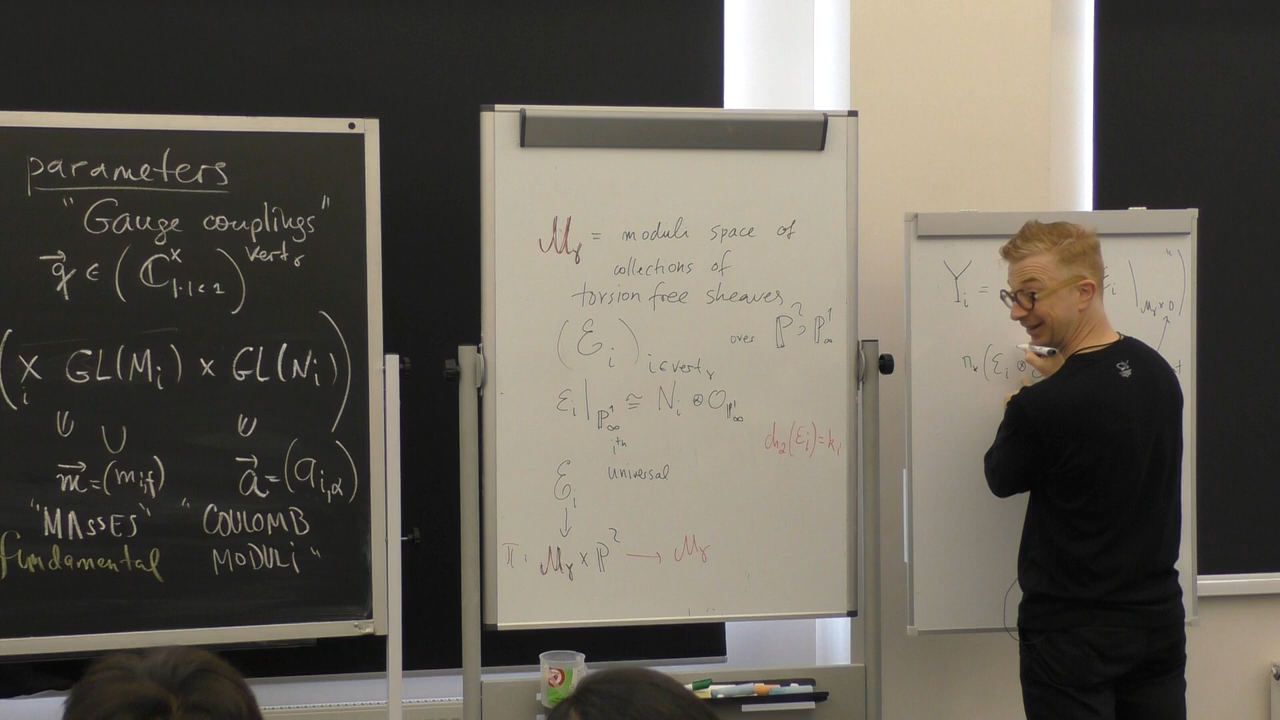 parameters
"Gauge couplings"
q⃗ ∈ (ℂ^×_{|·|<1})^{Vert_γ}
(×_i GL(M_i) × GL(N_i))
m⃗ = (m_{i,f}) a⃗ = (a_{i,α})
"MASSES" "COULOMB
fundamental MODULI"
M_γ = moduli space of
collections of
torsion free sheaves
(ℰ_i)_{i∈vert_γ} over ℙ² ⊃ ℙ¹_∞
ℰ_i|_{ℙ¹_∞} ≅ N_i ⊗ O_{ℙ¹_∞}
ch₂(ℰ_i) = k_i
i^th
ℰ_i universal
↓
π: M_γ × ℙ² → M_γ
Y_i =
π_*(ℰ_i ⊗